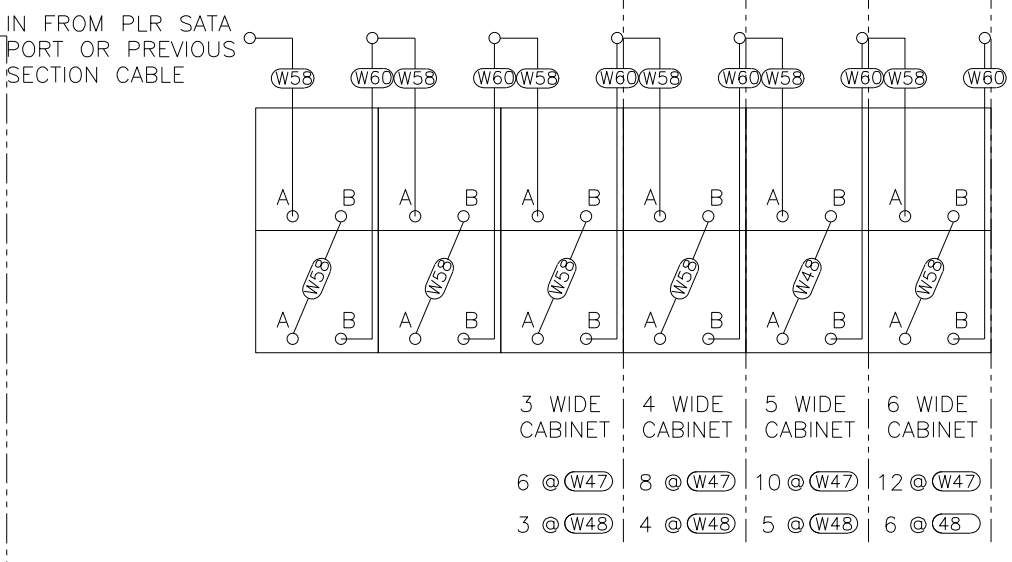 IN FROM PLR SATA
PORT OR PREVIOUS
SECTION CABLE
W58 W60 W58 W60 W58 W60 W58 W60 W58 W60 W58 W60
A B A B A B A B A B A B
W58 W58 W58 W58 W48 W58
A B A B A B A B A B A B
3 WIDE CABINET
4 WIDE CABINET
5 WIDE CABINET
6 WIDE CABINET
6 @ W47 8 @ W47 10 @ W47 12 @ W47
3 @ W48 4 @ W48 5 @ W48 6 @ 48